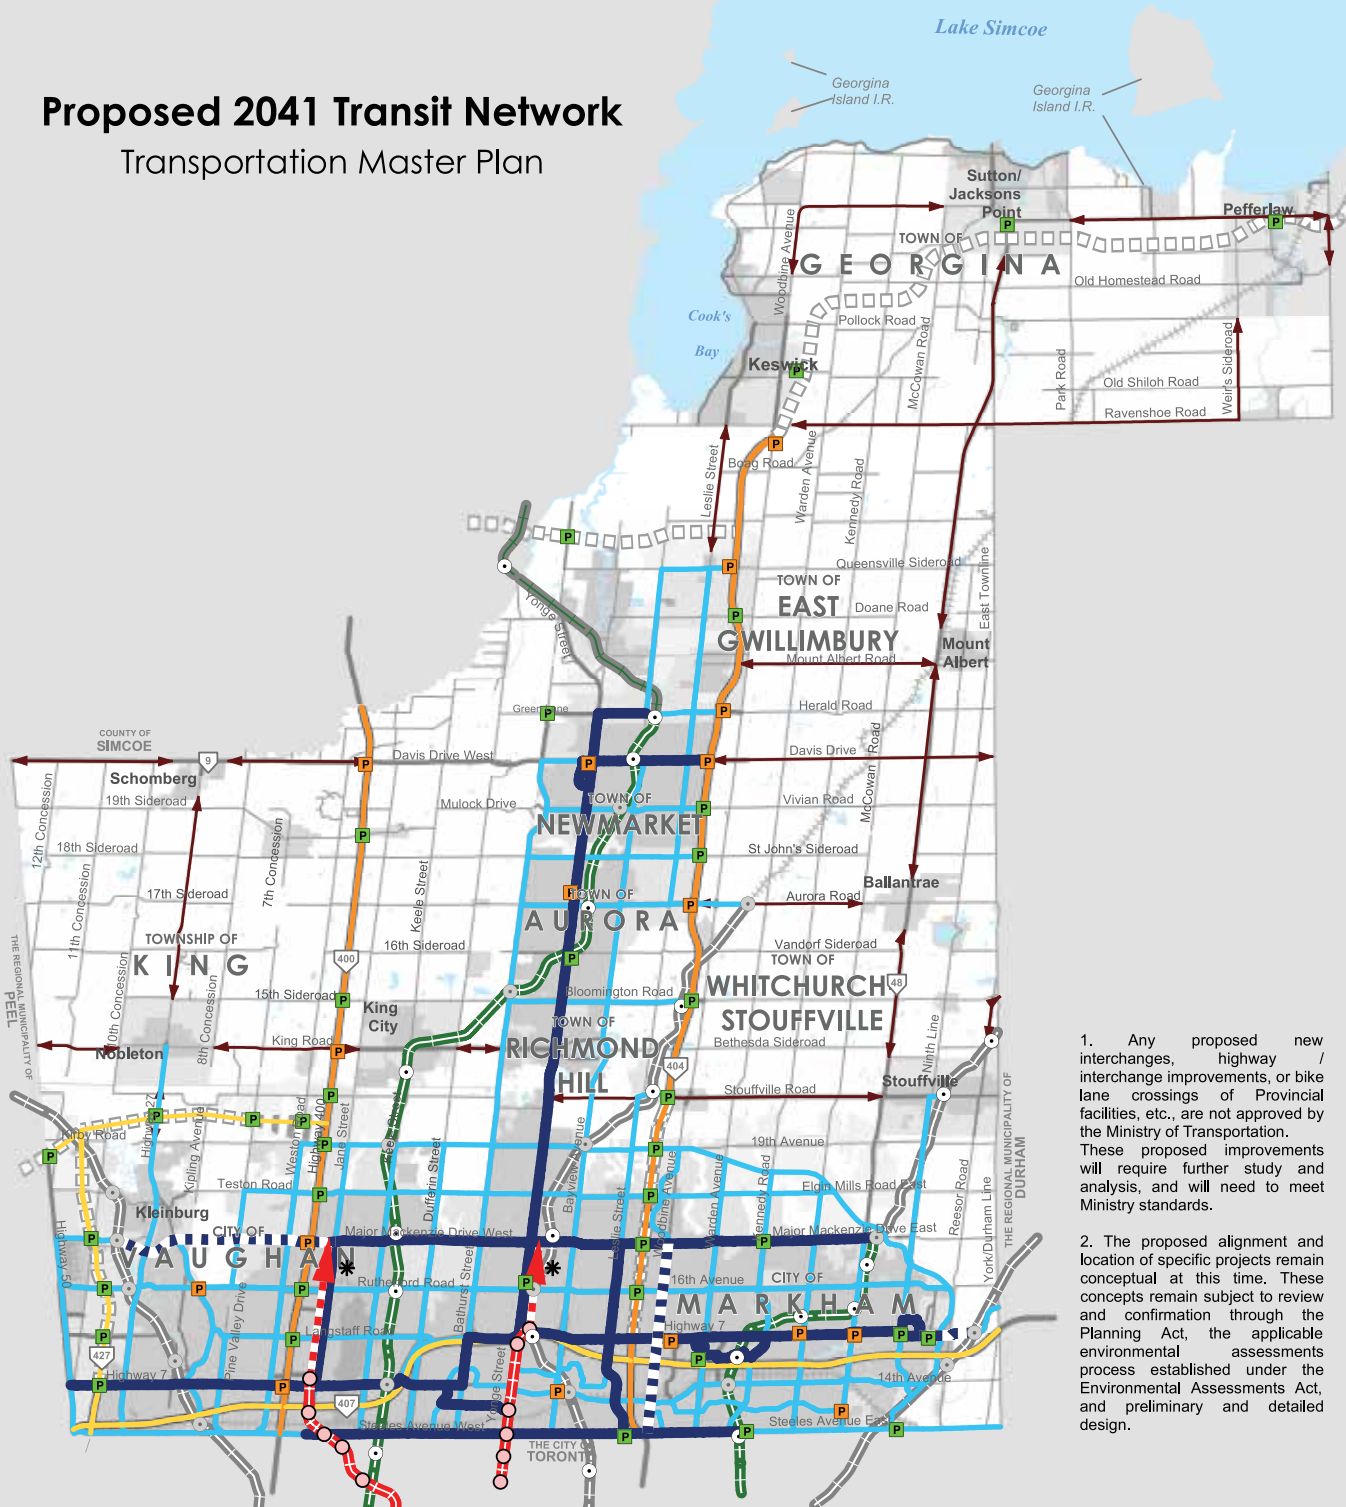 Proposed 2041 Transit Network
Transportation Master Plan
Lake Simcoe
Georgina
Island I.R.
Georgina
Island I.R.
Sutton/
Jacksons
Point
Pefferlaw
P
P
Woodbine Avenue
TOWN OF
GEORGINA
Old Homestead Road
Cook's
Bay
Pollock Road
McCowan Road
Park Road
Weir's Sideroad
Keswick
P
Old Shiloh Road
Ravenshoe Road
P
Boag Road
Leslie Street
Warden Avenue
Kennedy Road
P
Queensville Sideroad
P
East Townline
TOWN OF
EAST
GWILLIMBURY
Doane Road
P
Yonge Street
Mount Albert Road
Mount
Albert
Herald Road
P
P
COUNTY OF
SIMCOE
9
Schomberg
Davis Drive West
Davis Drive
P
P
P
12th Concession
19th Sideroad
Mulock Drive
TOWN OF
NEWMARKET
Vivian Road
McCowan Road
P
P
18th Sideroad
7th Concession
St John's Sideroad
P
11th Concession
17th Sideroad
Keele Street
P
TOWN OF
AURORA
Aurora Road
P
Ballantrae
TOWNSHIP OF
KING
16th Sideroad
400
P
Vandorf Sideroad
TOWN OF
WHITCHURCH
STOUFFVILLE
48
THE REGIONAL MUNICIPALITY OF
PEEL
10th Concession
8th Concession
15th Sideroad
P
King
City
Bloomington Road
P
TOWN OF
RICHMOND
HILL
Ninth Line
Nobleton
King Road
P
Bethesda Sideroad
404
Stouffville Road
Stouffville
P
P
Highway 27
P
P
P
Kirby Road
P
Kipling Avenue
Weston Road
Highway 400
Jane Street
P
Dufferin Street
Bayview Avenue
19th Avenue
P
Teston Road
P
P
Leslie Street
Woodbine Avenue
Warden Avenue
Kennedy Road
Elgin Mills Road East
Reesor Road
York/Durham Line
THE REGIONAL MUNICIPALITY OF
DURHAM
Kleinburg
Highway 50
CITY OF
VAUGHAN
P
P
Major Mackenzie Drive West
Major Mackenzie Drive East
P
P
P
P
P
Rutherford Road
P
P
16th Avenue
CITY OF
MARKHAM
Pine Valley Drive
Bathurst Street
P
P
Langstaff Road
Highway 7
P
P
P
P
P
P
427
P
Highway 7
P
Yonge Street
P
14th Avenue
407
Steeles Avenue West
P
P
Steeles Avenue East
P
P
THE CITY OF
TORONTO
1. Any proposed new
interchanges, highway /
interchange improvements, or bike
lane crossings of Provincial
facilities, etc., are not approved by
the Ministry of Transportation.
These proposed improvements
will require further study and
analysis, and will need to meet
Ministry standards.
2. The proposed alignment and
location of specific projects remain
conceptual at this time. These
concepts remain subject to review
and confirmation through the
Planning Act, the applicable
environmental assessments
process established under the
Environmental Assessments Act,
and preliminary and detailed
design.